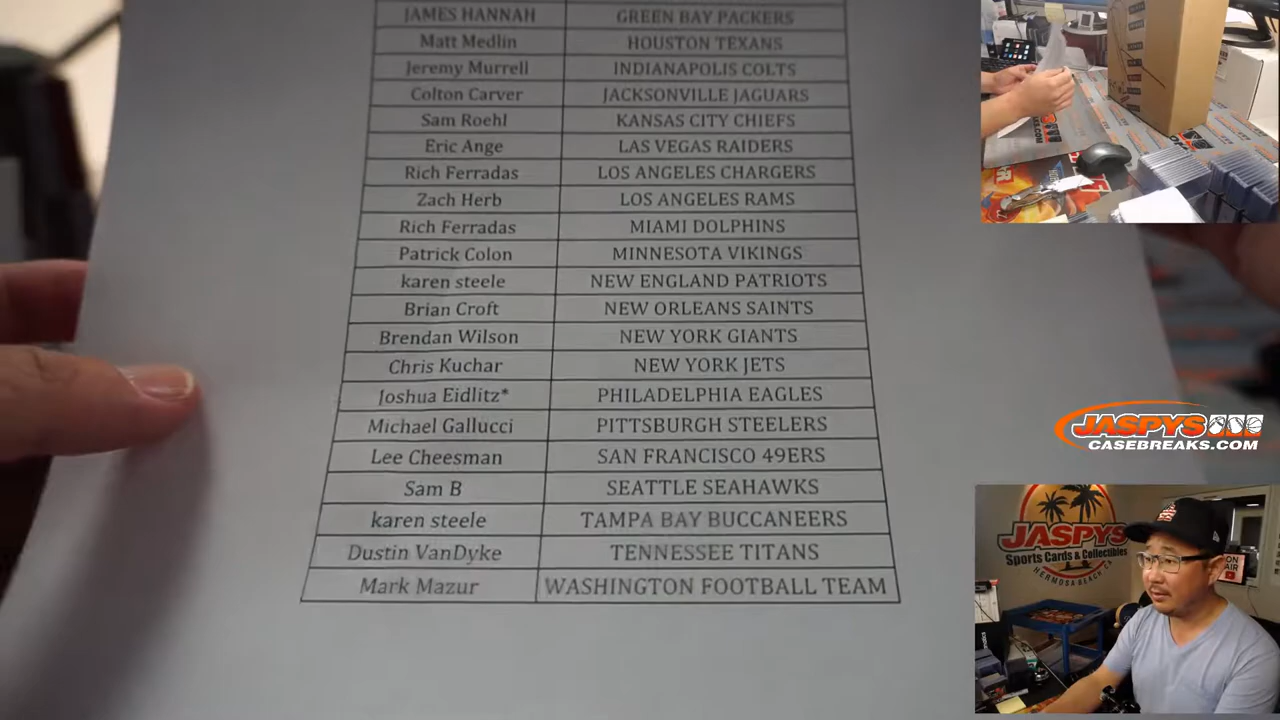 JAMES HANNAH GREEN BAY PACKERS
Matt Medlin HOUSTON TEXANS
Jeremy Murrell INDIANAPOLIS COLTS
Colton Carver JACKSONVILLE JAGUARS
Sam Roehl KANSAS CITY CHIEFS
Eric Ange LAS VEGAS RAIDERS
Rich Ferradas LOS ANGELES CHARGERS
Zach Herb LOS ANGELES RAMS
Rich Ferradas MIAMI DOLPHINS
Patrick Colon MINNESOTA VIKINGS
karen steele NEW ENGLAND PATRIOTS
Brian Croft NEW ORLEANS SAINTS
Brendan Wilson NEW YORK GIANTS
Chris Kuchar NEW YORK JETS
Joshua Eidlitz* PHILADELPHIA EAGLES
Michael Gallucci PITTSBURGH STEELERS
Lee Cheesman SAN FRANCISCO 49ERS
Sam B SEATTLE SEAHAWKS
karen steele TAMPA BAY BUCCANEERS
Dustin VanDyke TENNESSEE TITANS
Mark Mazur WASHINGTON FOOTBALL TEAM
JASPYS
CASEBREAKS.COM
JASPYS
Sports Cards & Collectibles
HERMOSA BEACH, CA
ON AIR